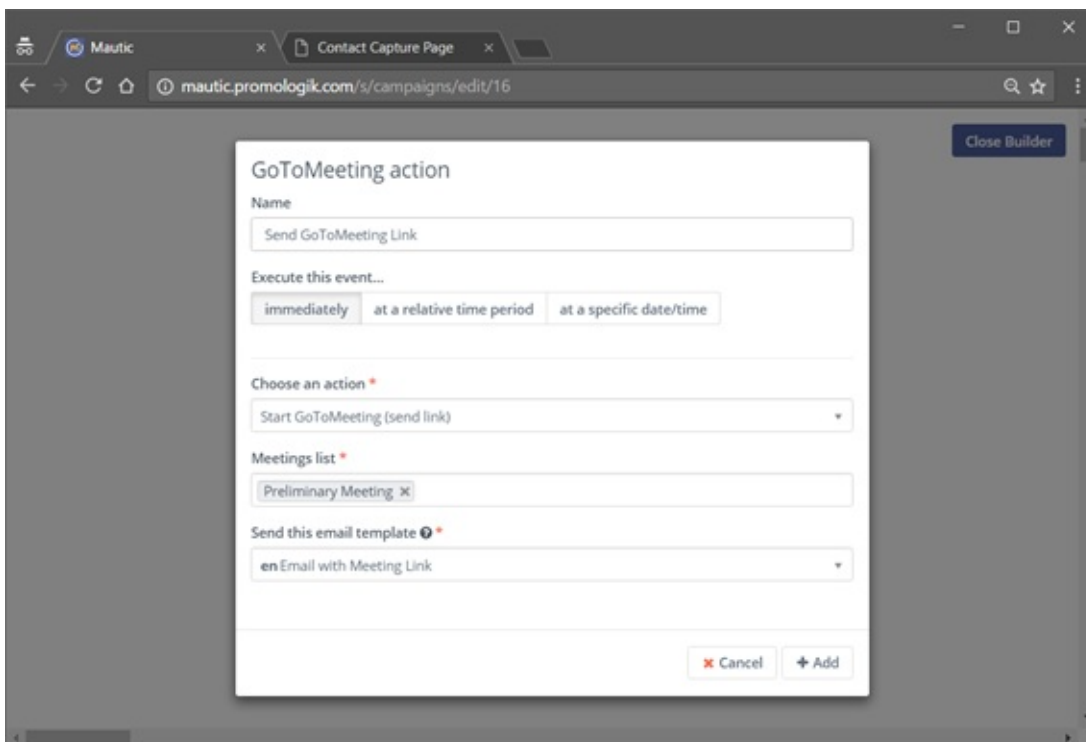 Mautic
Contact Capture Page
mautic.promologik.com/s/campaigns/edit/16
Close Builder
GoToMeeting action
Name
Send GoToMeeting Link
Execute this event...
immediately at a relative time period at a specific date/time
Choose an action *
Start GoToMeeting (send link)
Meetings list *
Preliminary Meeting ×
Send this email template ? *
en Email with Meeting Link
× Cancel + Add